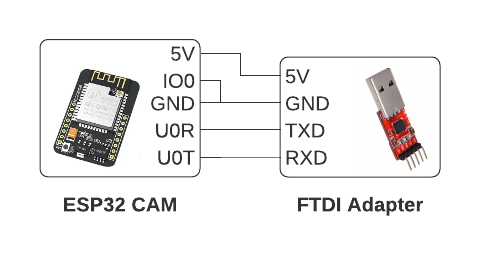 5V
IO0
GND
U0R
U0T
5V
GND
TXD
RXD
ESP32 CAM
FTDI Adapter